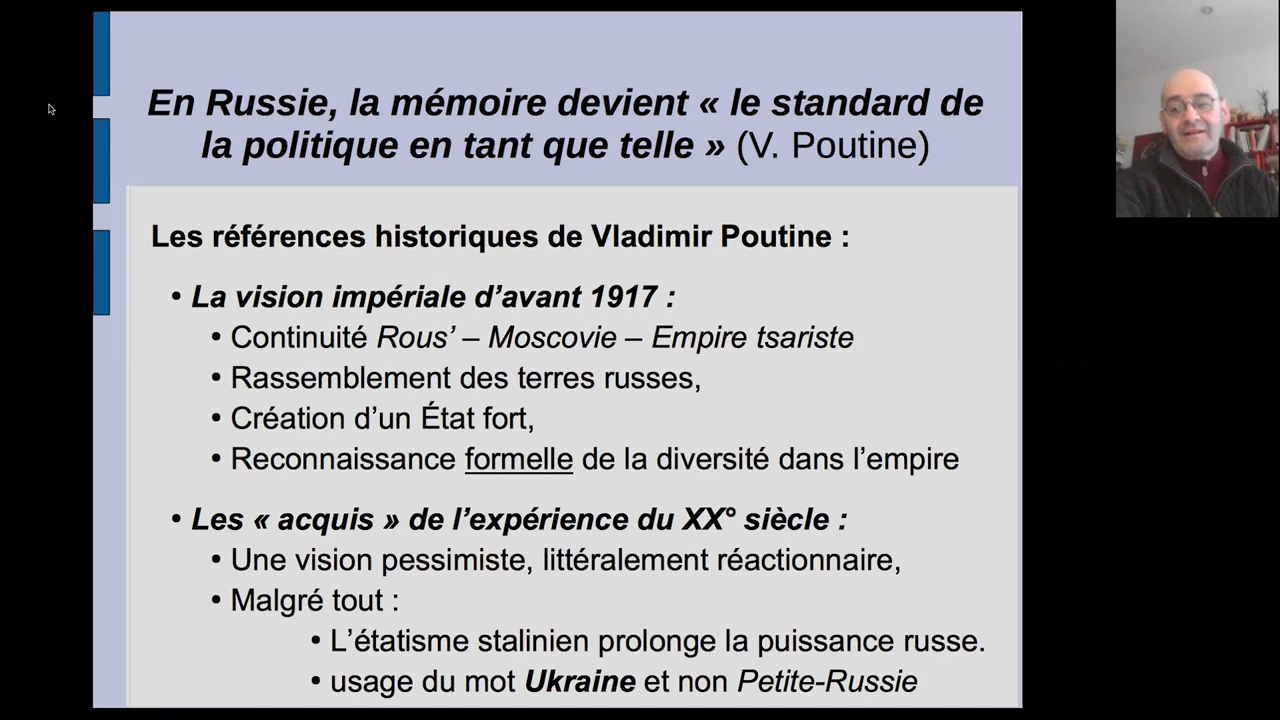 En Russie, la mémoire devient « le standard de
la politique en tant que telle » (V. Poutine)
Les références historiques de Vladimir Poutine :
• La vision impériale d’avant 1917 :
• Continuité Rous’ – Moscovie – Empire tsariste
• Rassemblement des terres russes,
• Création d’un État fort,
• Reconnaissance formelle de la diversité dans l’empire
• Les « acquis » de l’expérience du XX° siècle :
• Une vision pessimiste, littéralement réactionnaire,
• Malgré tout :
• L’étatisme stalinien prolonge la puissance russe.
• usage du mot Ukraine et non Petite-Russie